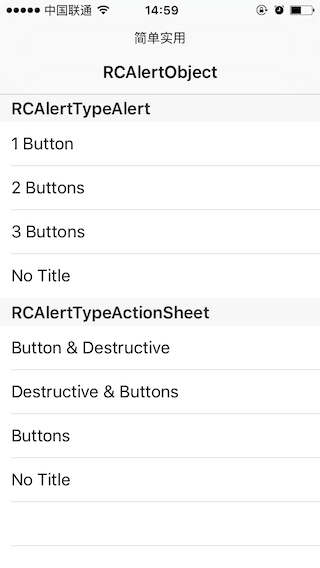 中国联通 14:59
简单实用
RCAlertObject
RCAlertTypeAlert
1 Button
2 Buttons
3 Buttons
No Title
RCAlertTypeActionSheet
Button & Destructive
Destructive & Buttons
Buttons
No Title